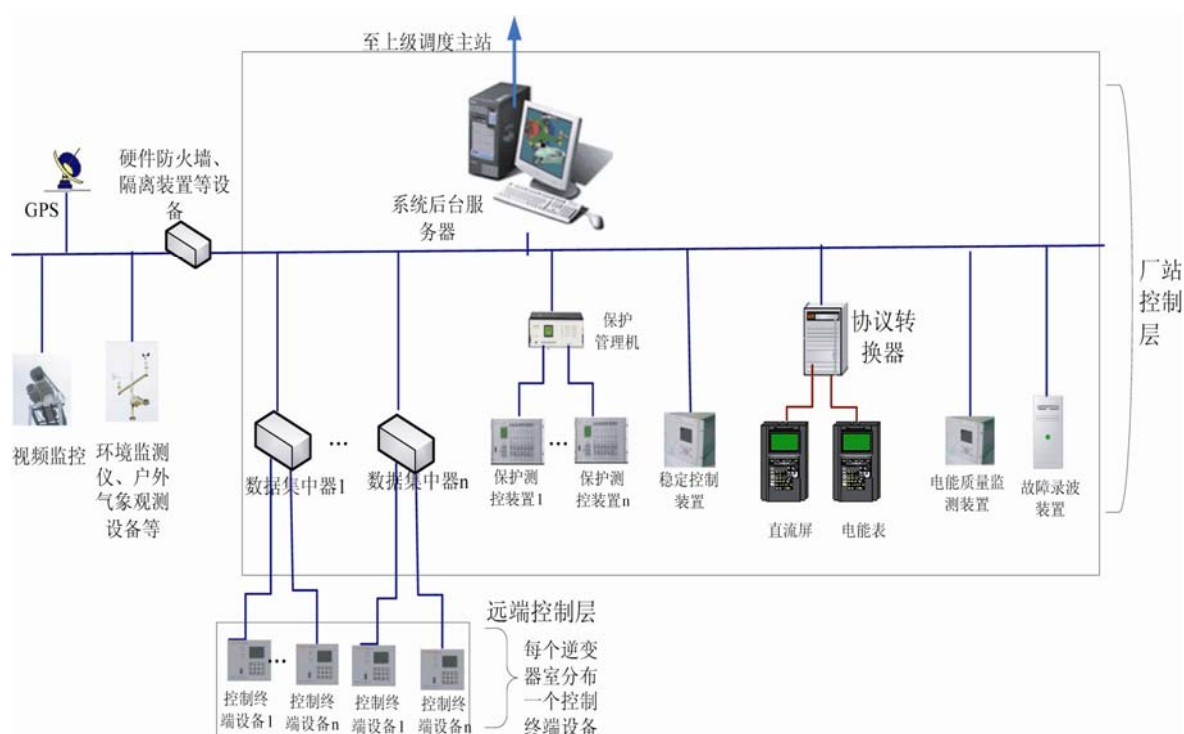 至上级调度主站
硬件防火墙、
隔离装置等设
备
GPS
系统后台服
务器
厂站
控制
层
保护
管理机
协议转
换器
视频监控
环境监测
仪、户外
气象观测
设备等
数据集中器1
...
数据集中器n
保护测
控装置1
...
保护测
控装置n
稳定控制
装置
直流屏
电能表
电能质量监
测装置
故障录波
装置
远端控制层
每个逆变
器室分布
一个控制
终端设备
控制终
端设备1
...
控制终
端设备n
控制终
端设备1
...
控制终
端设备n